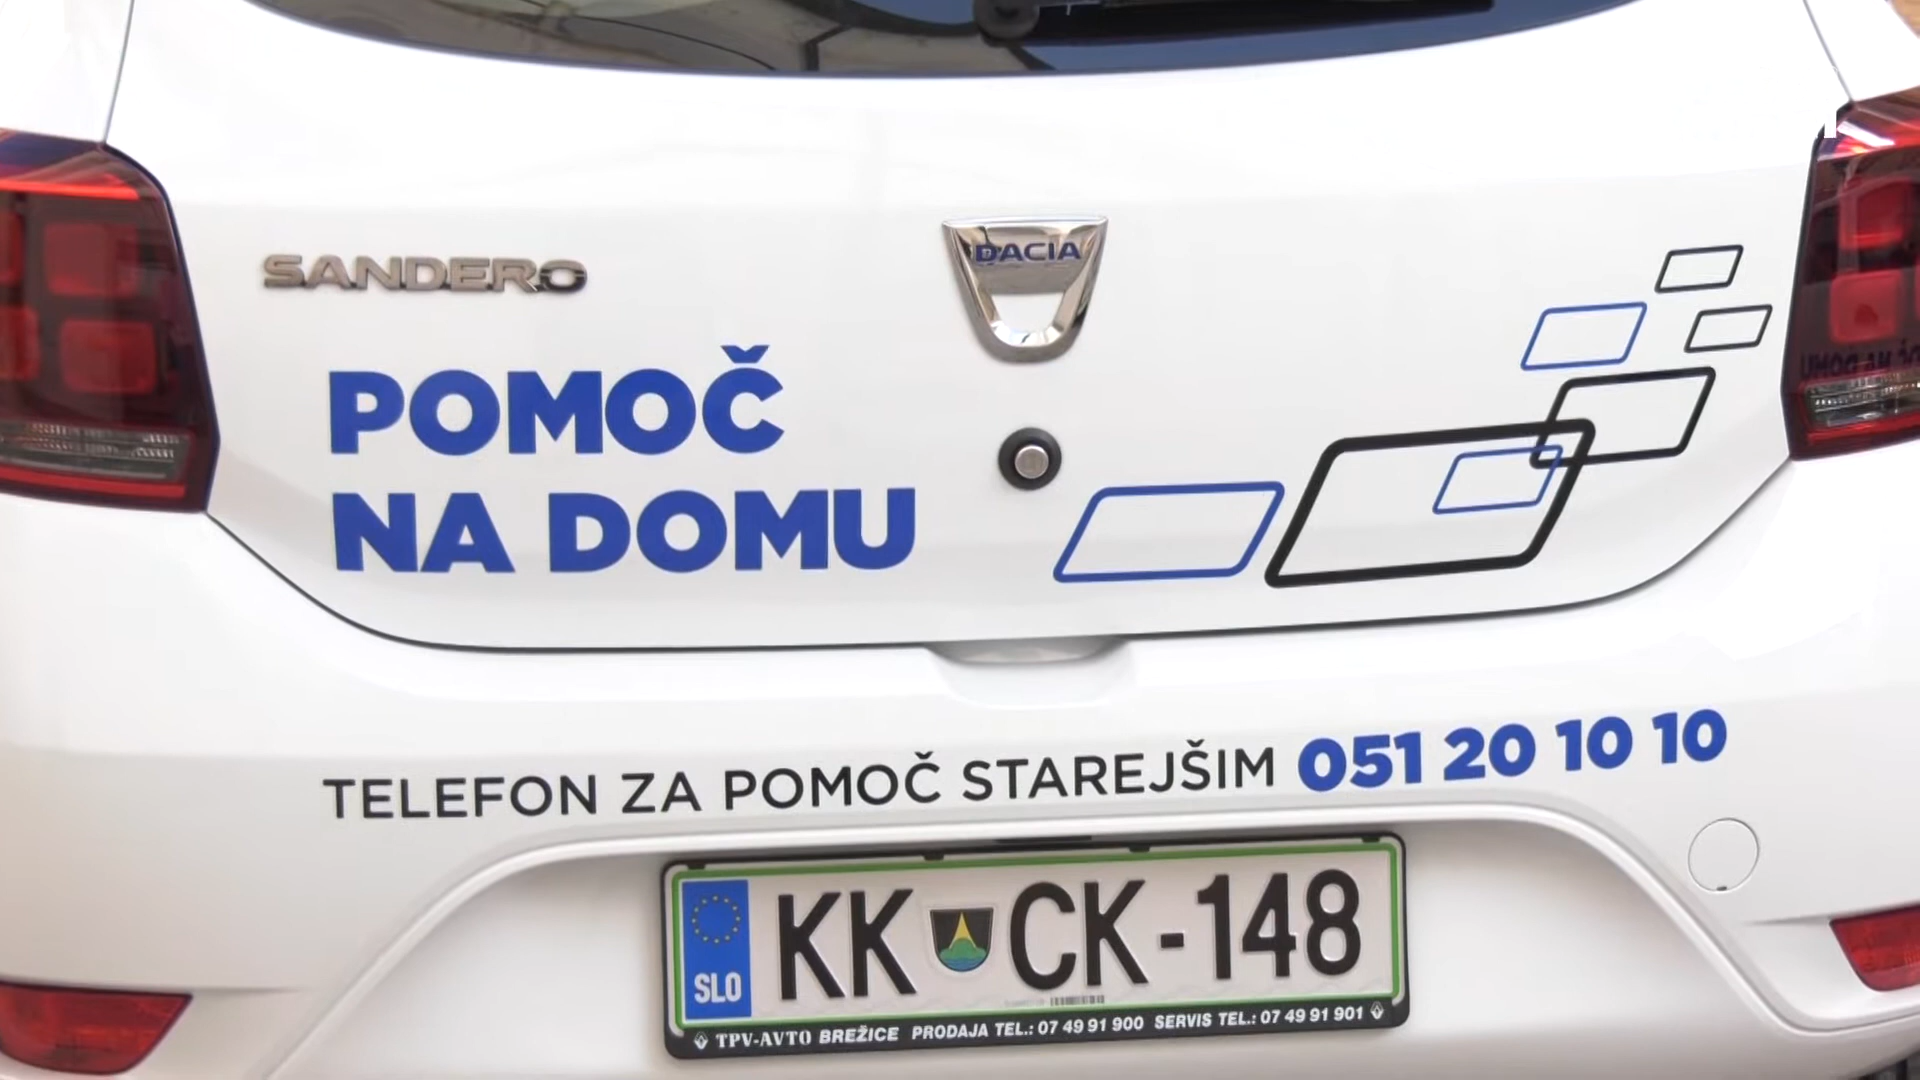 SANDERO
DACIA
POMOČ
NA DOMU
TELEFON ZA POMOČ STAREJŠIM 051 20 10 10
SLO
KK CK-148
TPV-AVTO BREŽICE PRODAJA TEL.: 07 49 91 900 SERVIS TEL.: 07 49 91 901